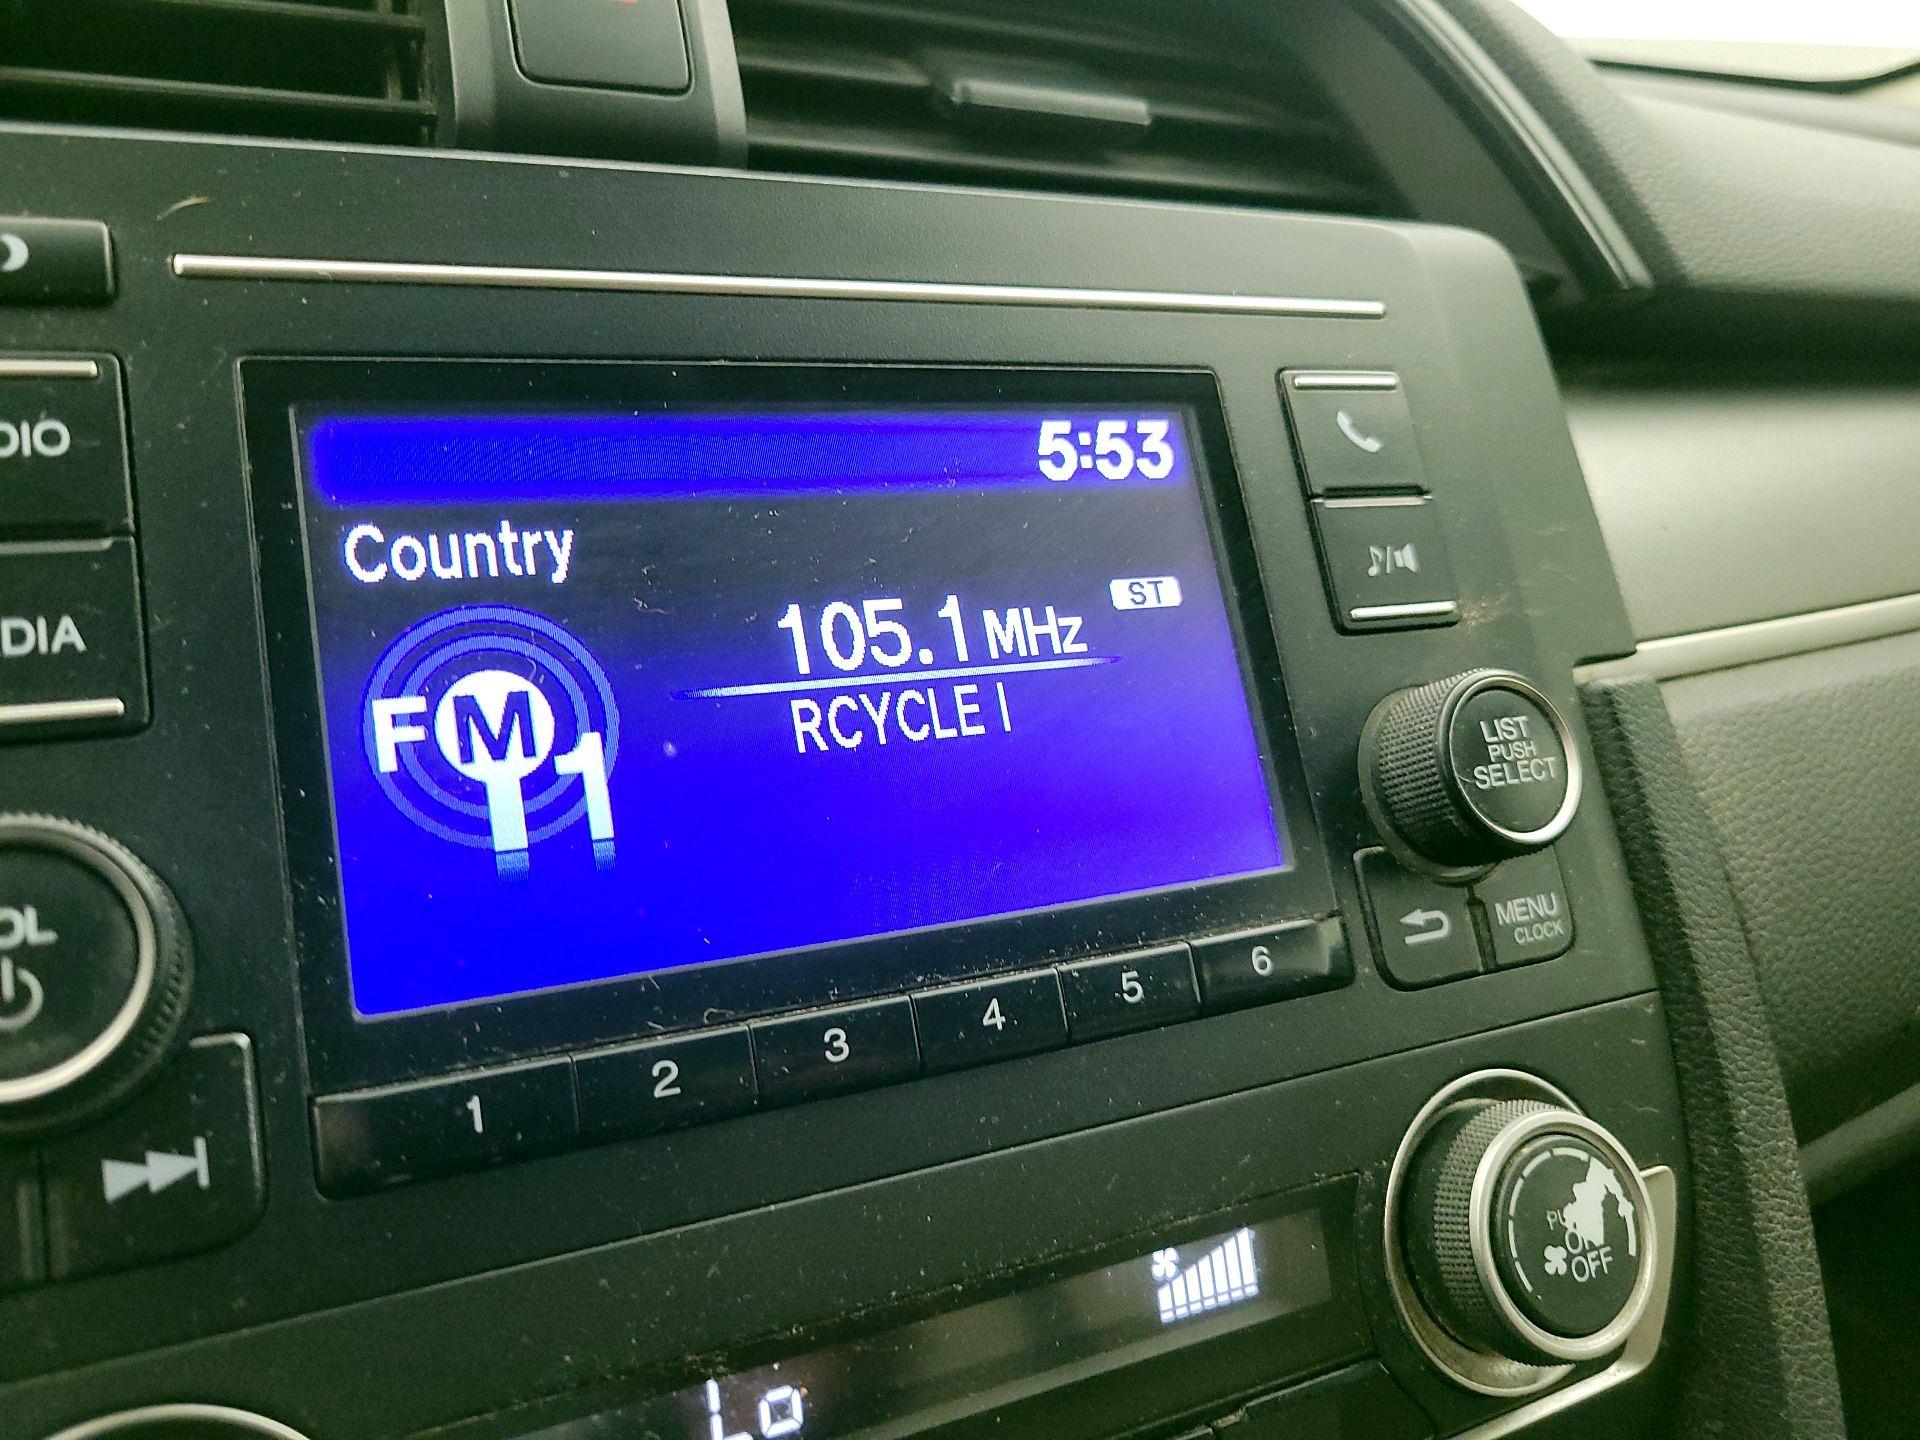 5:53
Country
ST
105.1 MHz
RCYCLE I
FM 1
DIO
DIA
OL
LIST
PUSH
SELECT
MENU
CLOCK
1 2 3 4 5 6
OFF
Lo